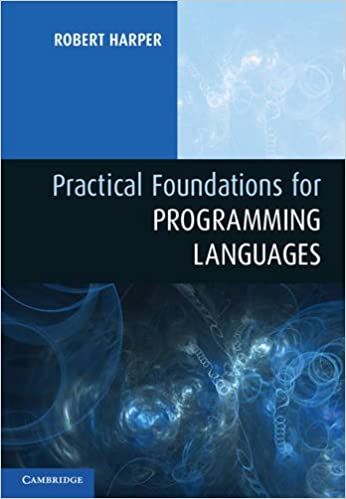 ROBERT HARPER
Practical Foundations for
PROGRAMMING
LANGUAGES
CAMBRIDGE